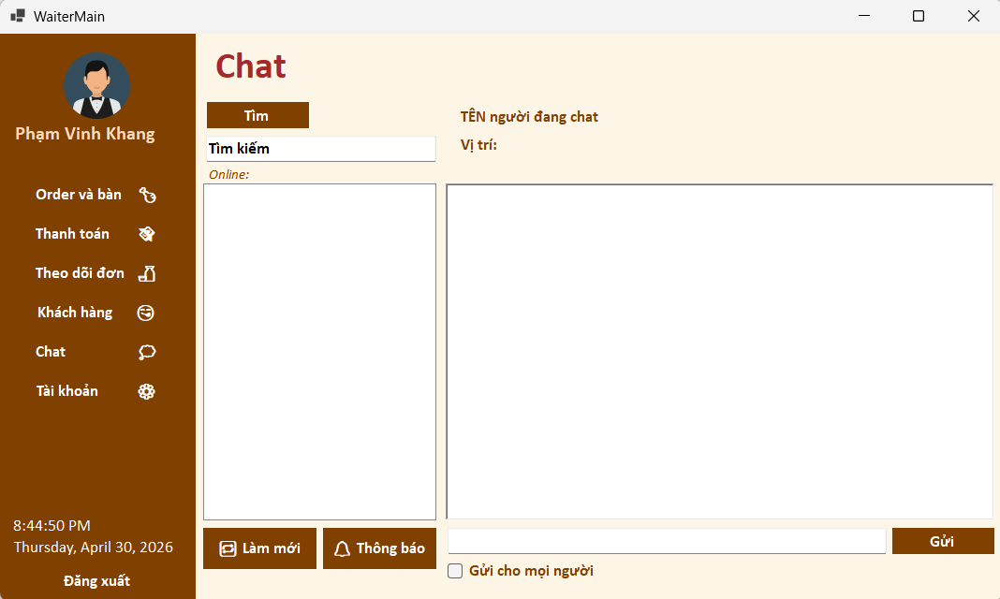 WaiterMain
Phạm Vinh Khang
Order và bàn
Thanh toán
Theo dõi đơn
Khách hàng
Chat
Tài khoản
8:44:50 PM
Thursday, April 30, 2026
Đăng xuất
Chat
Tìm
Tìm kiếm
Online:
TÊN người đang chat
Vị trí:
Làm mới
Thông báo
Gửi
Gửi cho mọi người